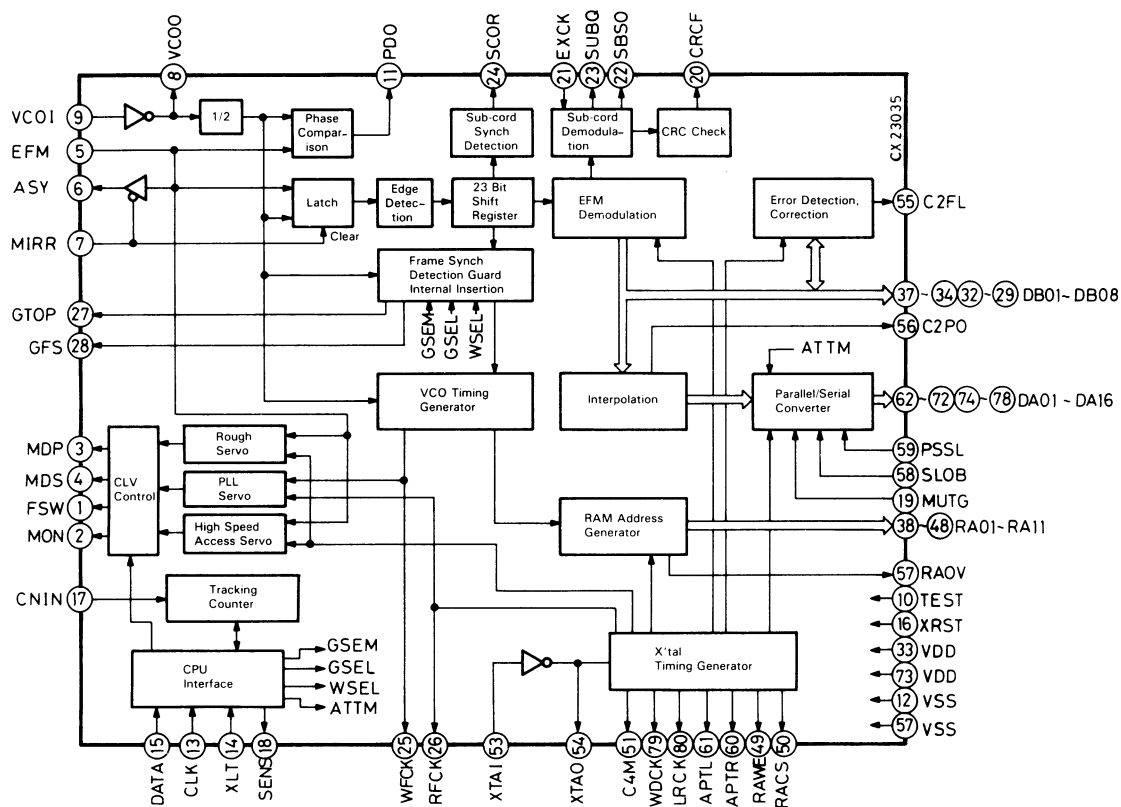 VCOO
PDO
SCOR
EXCK
SUBQ
SBSO
CRCF
8
11
24
21
23
22
20
VCOI 9
1/2
Phase
Compar-
ison
Sub-cord
Synch
Detection
Sub-cord
Demodula-
tion
CRC Check
CX23035
EFM 5
ASY 6
Latch
Edge
Detec-
tion
23 Bit
Shift
Register
EFM
Demodulation
Error Detection,
Correction
55 C2FL
MIRR 7
Clear
Frame Synch
Detection Guard
Internal Insertion
37 ~ 34 32 ~ 29 DB01~DB08
GTOP 27
GSEM
GSEL
WSEL
56 C2PO
GFS 28
ATTM
VCO Timing
Generator
Interpolation
Parallel/Serial
Converter
62 ~ 72 74 ~ 78 DA01 ~ DA16
MDP 3
MDS 4
FSW 1
MON 2
CLV
Control
Rough
Servo
PLL
Servo
High Speed
Access Servo
59 PSSL
58 SLOB
19 MUTG
RAM Address
Generator
38 ~ 48 RA01~RA11
57 RAOV
CNIN 17
Tracking
Counter
10 TEST
16 XRST
33 VDD
73 VDD
12 VSS
57 VSS
CPU
Interface
GSEM
GSEL
WSEL
ATTM
X'tal
Timing Generator
15
13
14
18
25
26
53
54
51
79
80
61
60
49
50
DATA
CLK
XLT
SENS
WFCK
RFCK
XTAI
XTAO
C4M
WDCK
LRCK
APTL
APTR
RAWE
RACS